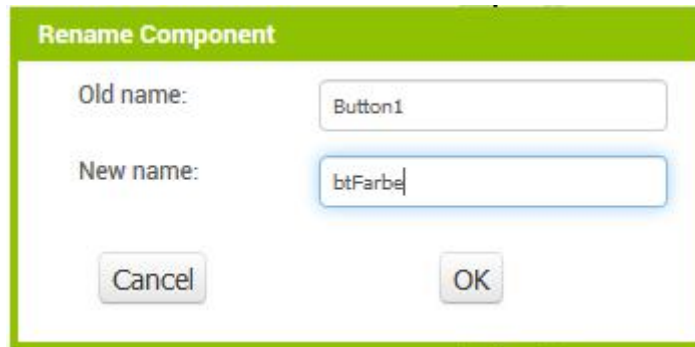 Rename Component
Old name:
Button1
New name:
btFarbe
Cancel
OK